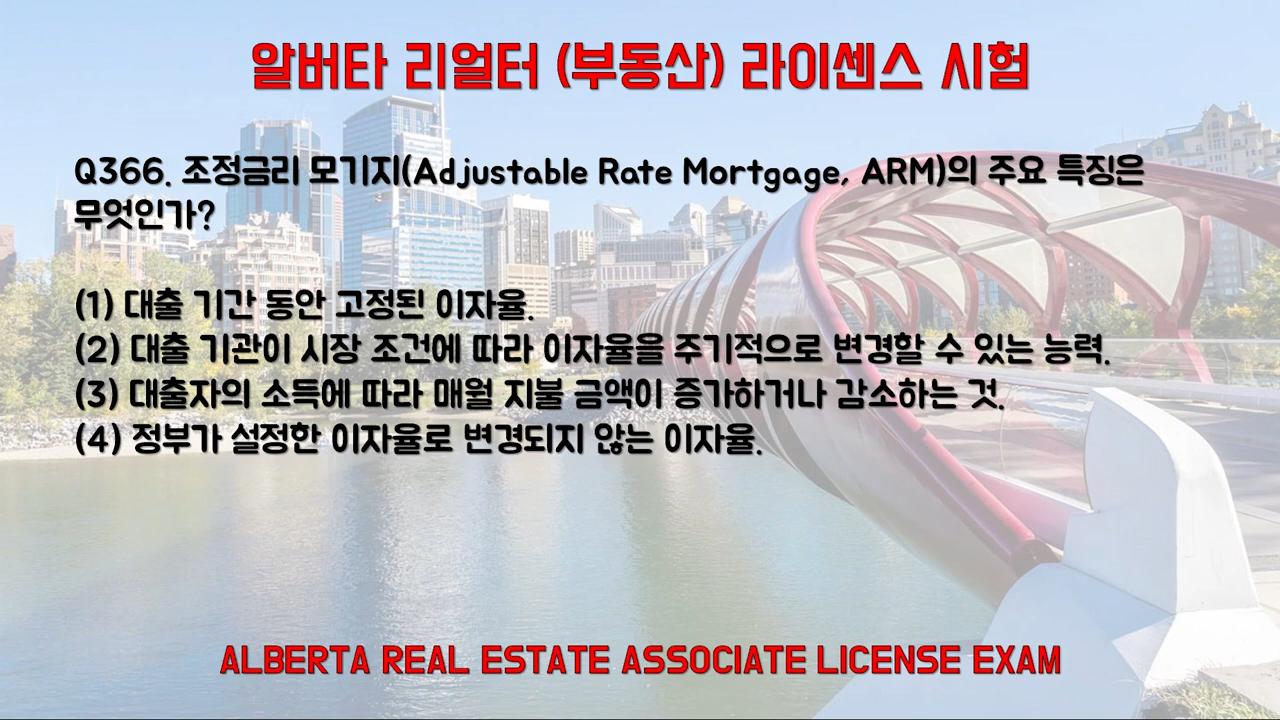 알버타 리얼터 (부동산) 라이센스 시험
Q366. 조정금리 모기지(Adjustable Rate Mortgage, ARM)의 주요 특징은
무엇인가?
(1) 대출 기간 동안 고정된 이자율.
(2) 대출 기관이 시장 조건에 따라 이자율을 주기적으로 변경할 수 있는 능력.
(3) 대출자의 소득에 따라 매월 지불 금액이 증가하거나 감소하는 것.
(4) 정부가 설정한 이자율로 변경되지 않는 이자율.
ALBERTA REAL ESTATE ASSOCIATE LICENSE EXAM